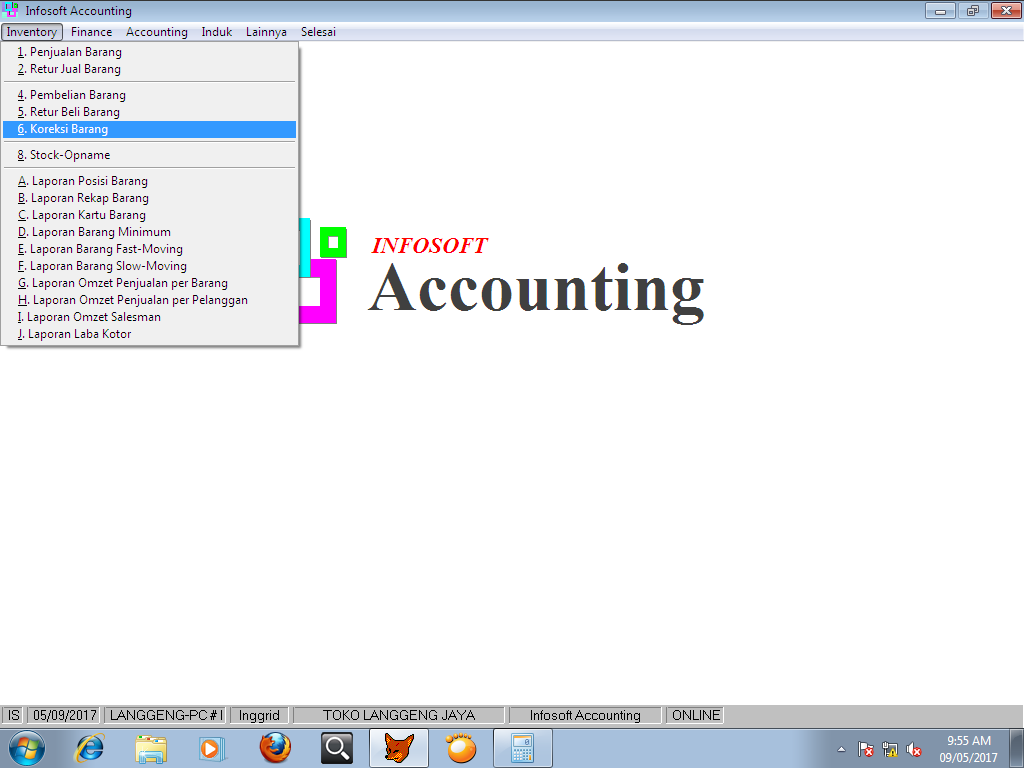 Infosoft Accounting
Inventory Finance Accounting Induk Lainnya Selesai
1. Penjualan Barang
2. Retur Jual Barang
4. Pembelian Barang
5. Retur Beli Barang
6. Koreksi Barang
8. Stock-Opname
A. Laporan Posisi Barang
B. Laporan Rekap Barang
C. Laporan Kartu Barang
D. Laporan Barang Minimum
E. Laporan Barang Fast-Moving
F. Laporan Barang Slow-Moving
G. Laporan Omzet Penjualan per Barang
H. Laporan Omzet Penjualan per Pelanggan
I. Laporan Omzet Salesman
J. Laporan Laba Kotor
INFOSOFT
Accounting
IS 05/09/2017 LANGGENG-PC # I Inggrid TOKO LANGGENG JAYA Infosoft Accounting ONLINE
9:55 AM
09/05/2017